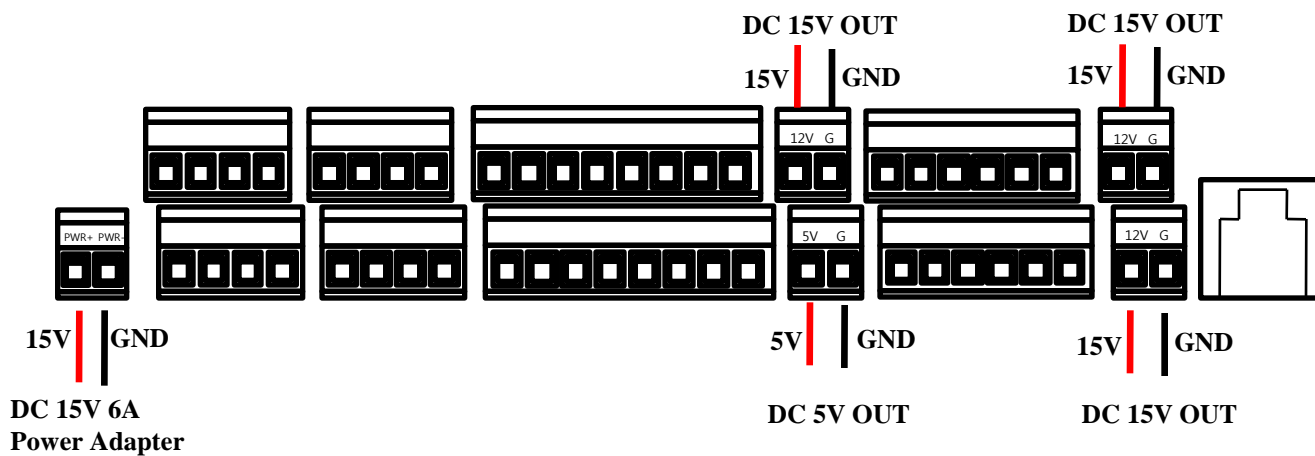 DC 15V OUT DC 15V OUT
15V GND 15V GND
12V G 12V G
PWR+ PWR- 5V G 12V G
15V GND 5V GND 15V GND
DC 15V 6A DC 5V OUT DC 15V OUT
Power Adapter